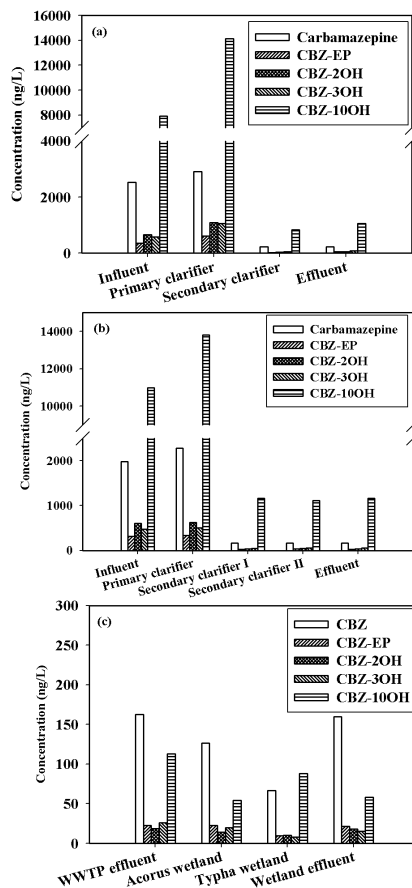 (a)
Carbamazepine
CBZ-EP
CBZ-2OH
CBZ-3OH
CBZ-10OH
Concentration (ng/L)
16000
14000
12000
10000
8000
4000
2000
0
Influent
Primary clarifier
Secondary clarifier
Effluent
(b)
Carbamazepine
CBZ-EP
CBZ-2OH
CBZ-3OH
CBZ-10OH
Concentration (ng/L)
14000
12000
10000
2000
1000
0
Influent
Primary clarifier
Secondary clarifier I
Secondary clarifier II
Effluent
(c)
CBZ
CBZ-EP
CBZ-2OH
CBZ-3OH
CBZ-10OH
Concentration (ng/L)
300
250
200
150
100
50
0
WWTP effluent
Acorus wetland
Typha wetland
Wetland effluent